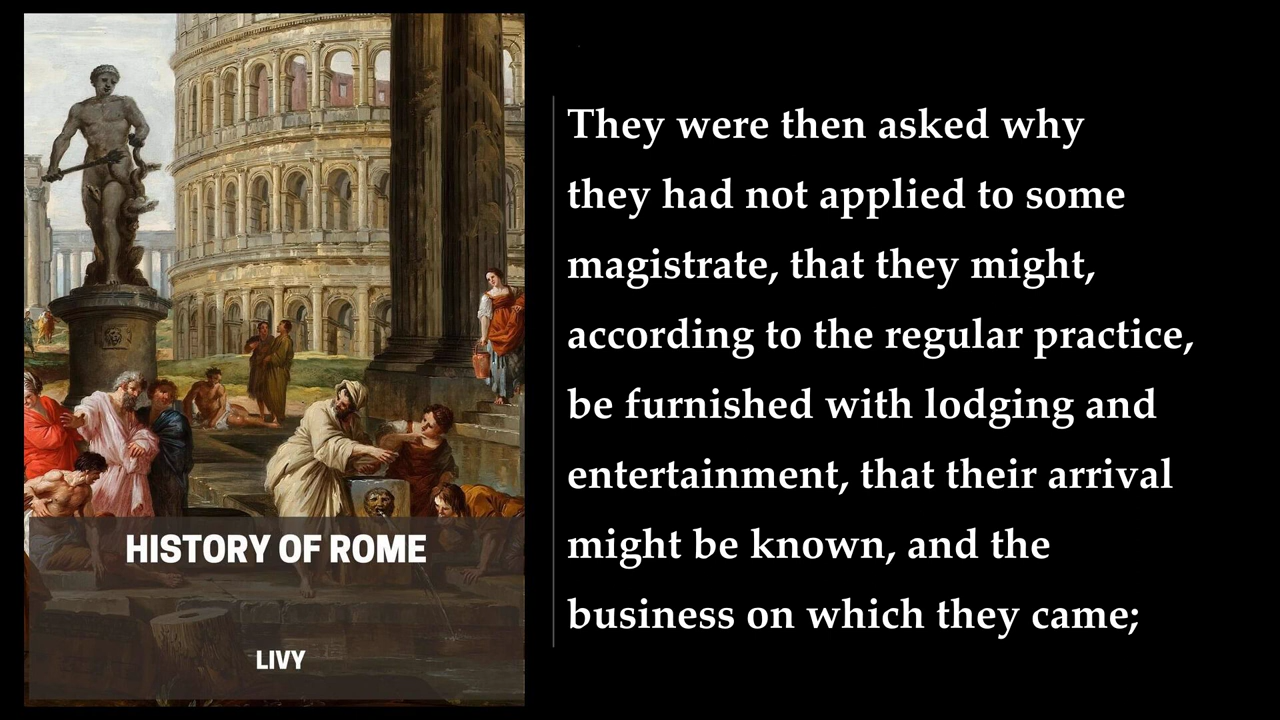 HISTORY OF ROME
LIVY
They were then asked why
they had not applied to some
magistrate, that they might,
according to the regular practice,
be furnished with lodging and
entertainment, that their arrival
might be known, and the
business on which they came;